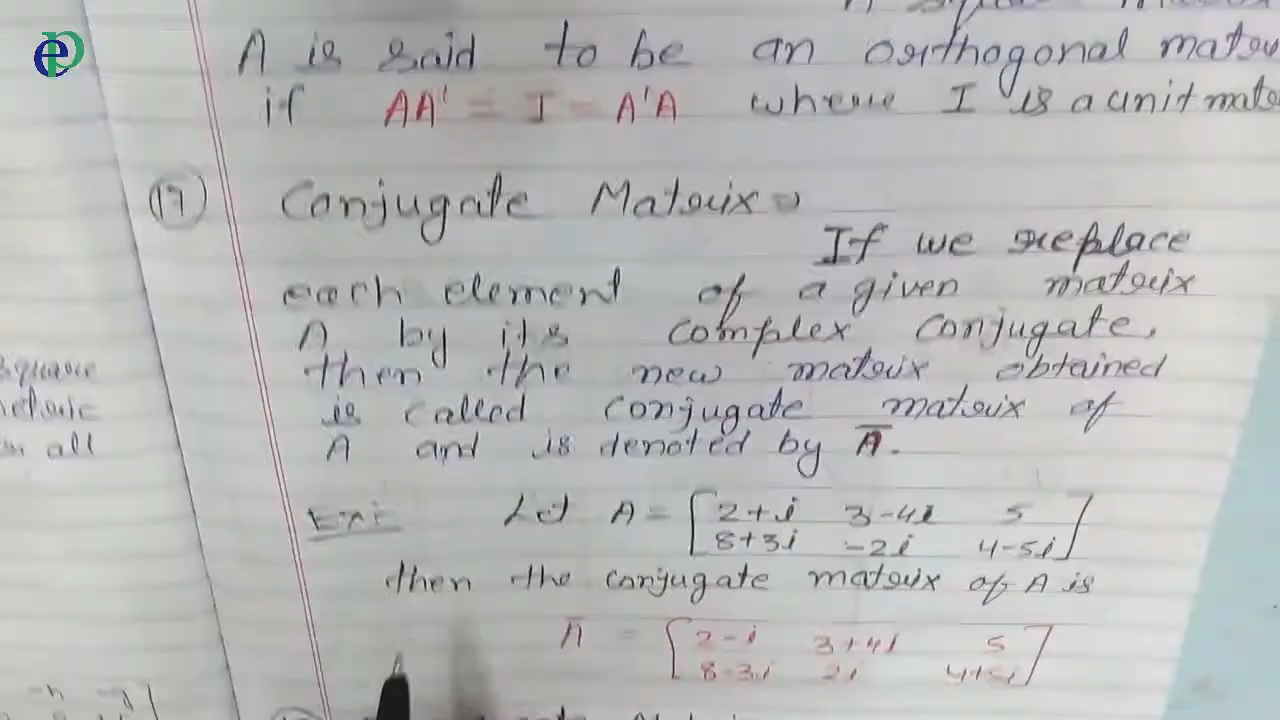 ep
A is said to be an orthogonal
if AA' = I = A'A where I is a unit
(17) Conjugate Matrix ⇒
If we replace
each element of a given matrix
A by its complex conjugate,
then the new matrix obtained
is called conjugate matrix of
A and is denoted by Ā.
Ex: Let A = [2+i 3-4i 5
8+3i -2i 4-5i]
then the conjugate matrix of A is
Ā = [2-i 3+4i 5
8-3i 2i 4+5i]
square
all